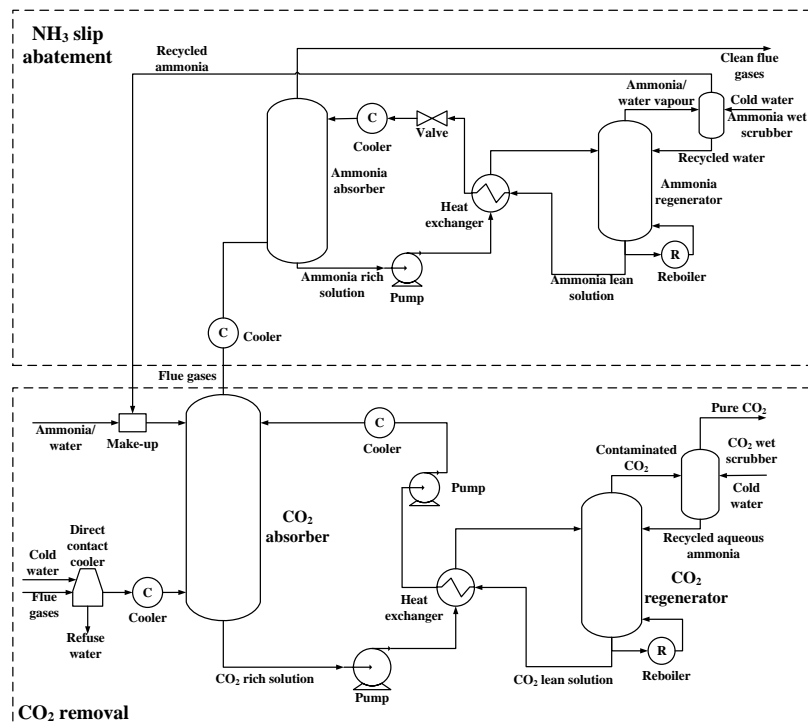 NH₃ slip
abatement
Recycled
ammonia
Clean flue
gases
Ammonia/
water vapour
Cold water
Ammonia wet
scrubber
C
Cooler
Valve
Ammonia
absorber
Recycled water
Ammonia
regenerator
Heat
exchanger
R
Reboiler
Ammonia rich
solution
Pump
Ammonia lean
solution
C
Cooler
Flue gases
Ammonia/
water
Make-up
C
Cooler
Pure CO₂
Contaminated
CO₂
CO₂ wet
scrubber
Cold
water
Pump
CO₂
absorber
Recycled aqueous
ammonia
Direct
contact
cooler
Cold
water
Flue
gases
C
Cooler
Refuse
water
Heat
exchanger
CO₂
regenerator
R
Reboiler
CO₂ rich solution
Pump
CO₂ lean solution
CO₂ removal